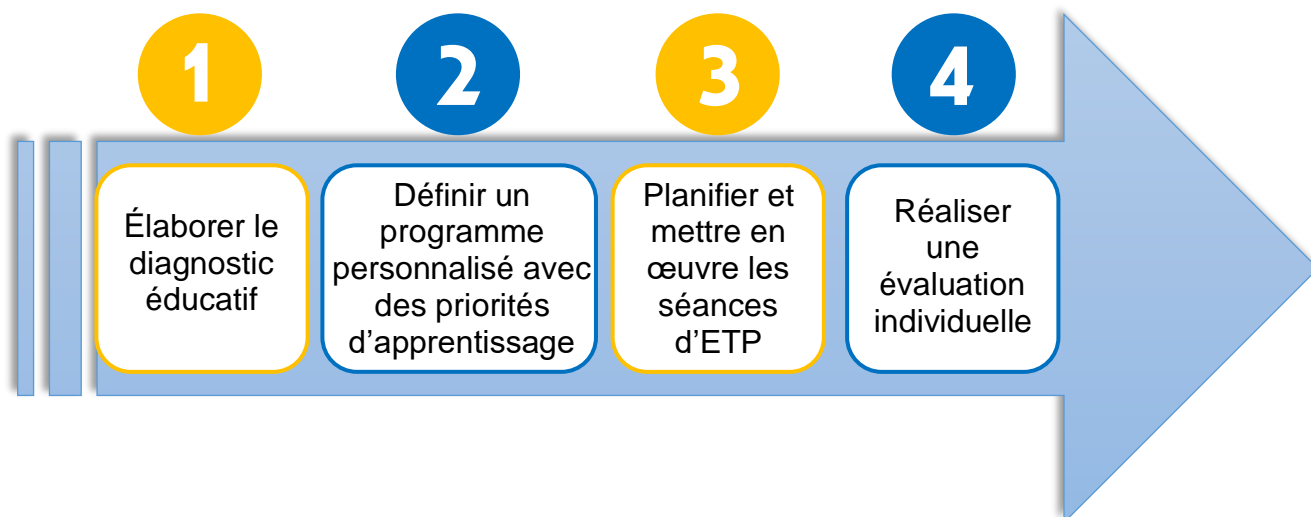 1
2
3
4
Élaborer le
diagnostic
éducatif
Définir un
programme
personnalisé avec
des priorités
d’apprentissage
Planifier et
mettre en
œuvre les
séances
d’ETP
Réaliser
une
évaluation
individuelle